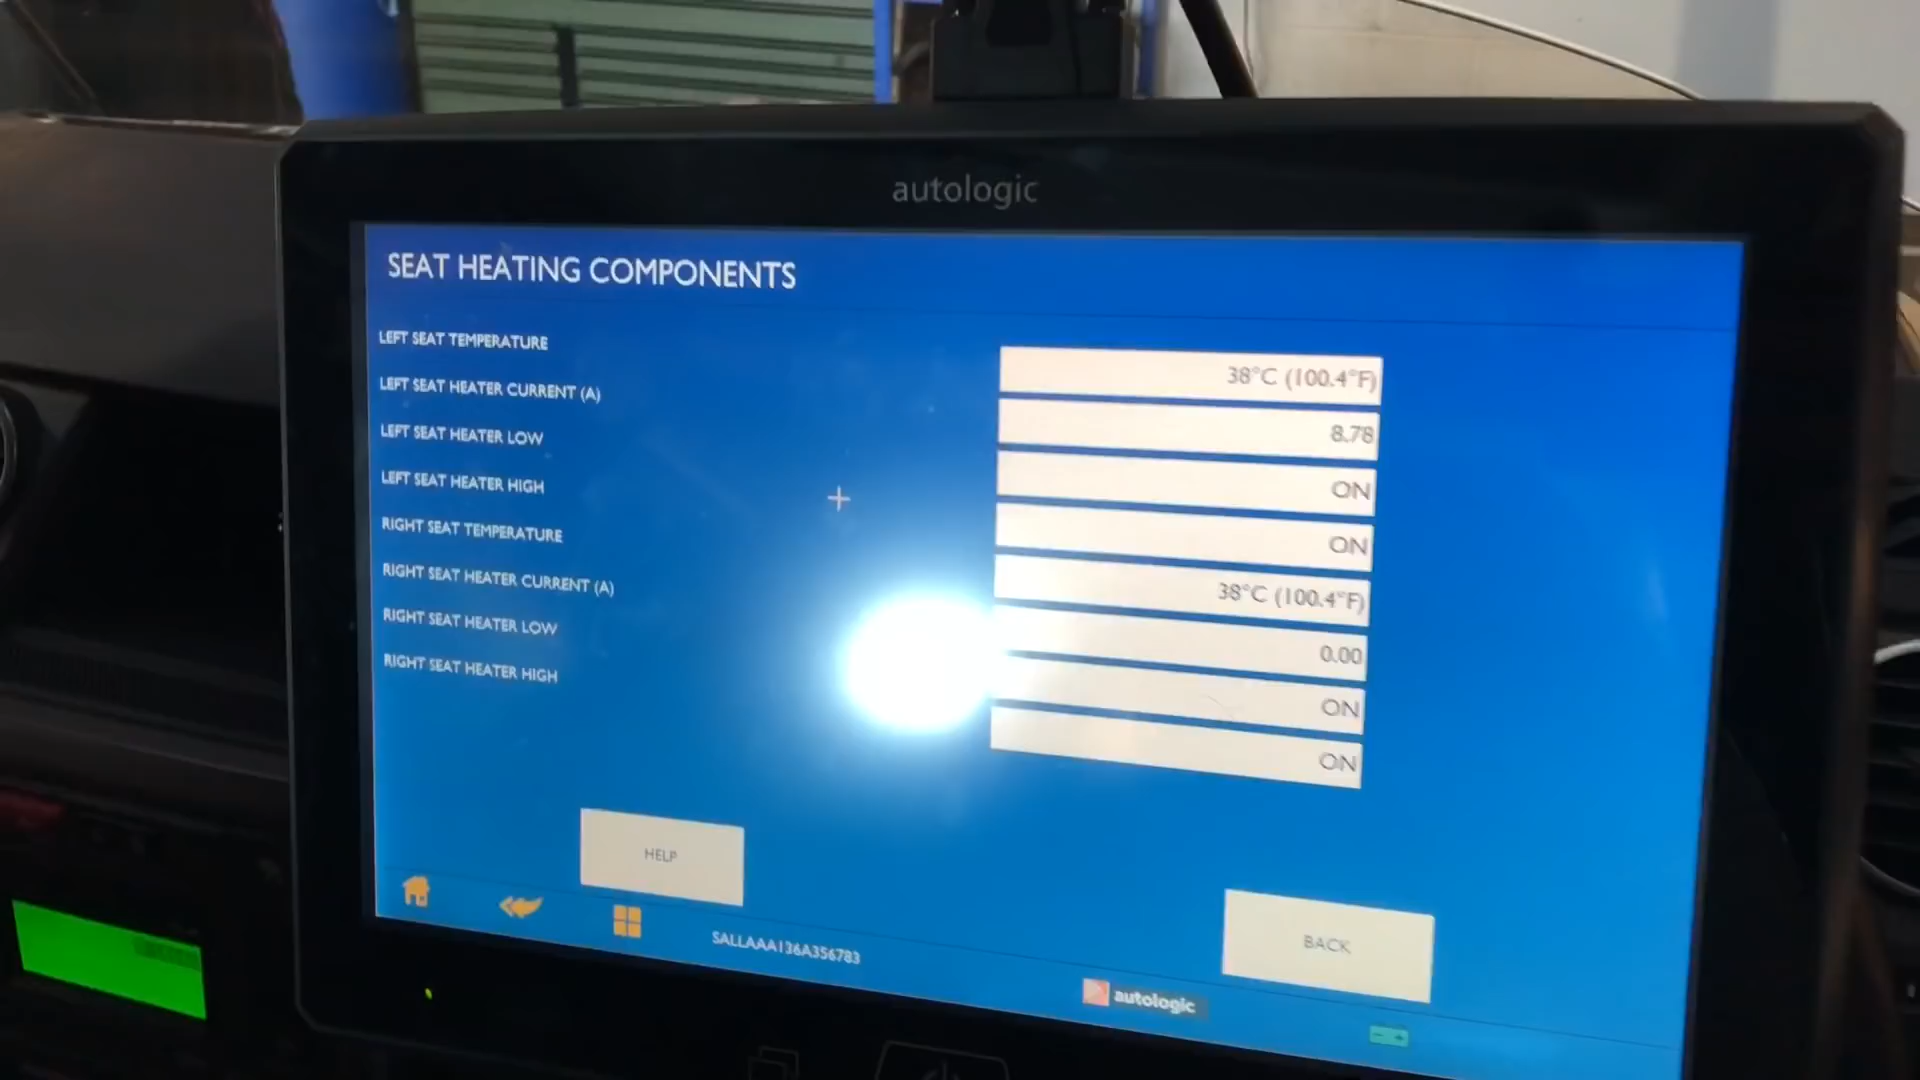 autologic
SEAT HEATING COMPONENTS
LEFT SEAT TEMPERATURE
38°C (100.4°F)
LEFT SEAT HEATER CURRENT (A)
8.78
LEFT SEAT HEATER LOW
ON
LEFT SEAT HEATER HIGH
ON
RIGHT SEAT TEMPERATURE
38°C (100.4°F)
RIGHT SEAT HEATER CURRENT (A)
0.00
RIGHT SEAT HEATER LOW
ON
RIGHT SEAT HEATER HIGH
ON
HELP
BACK
SALLAAA136A356783
autologic